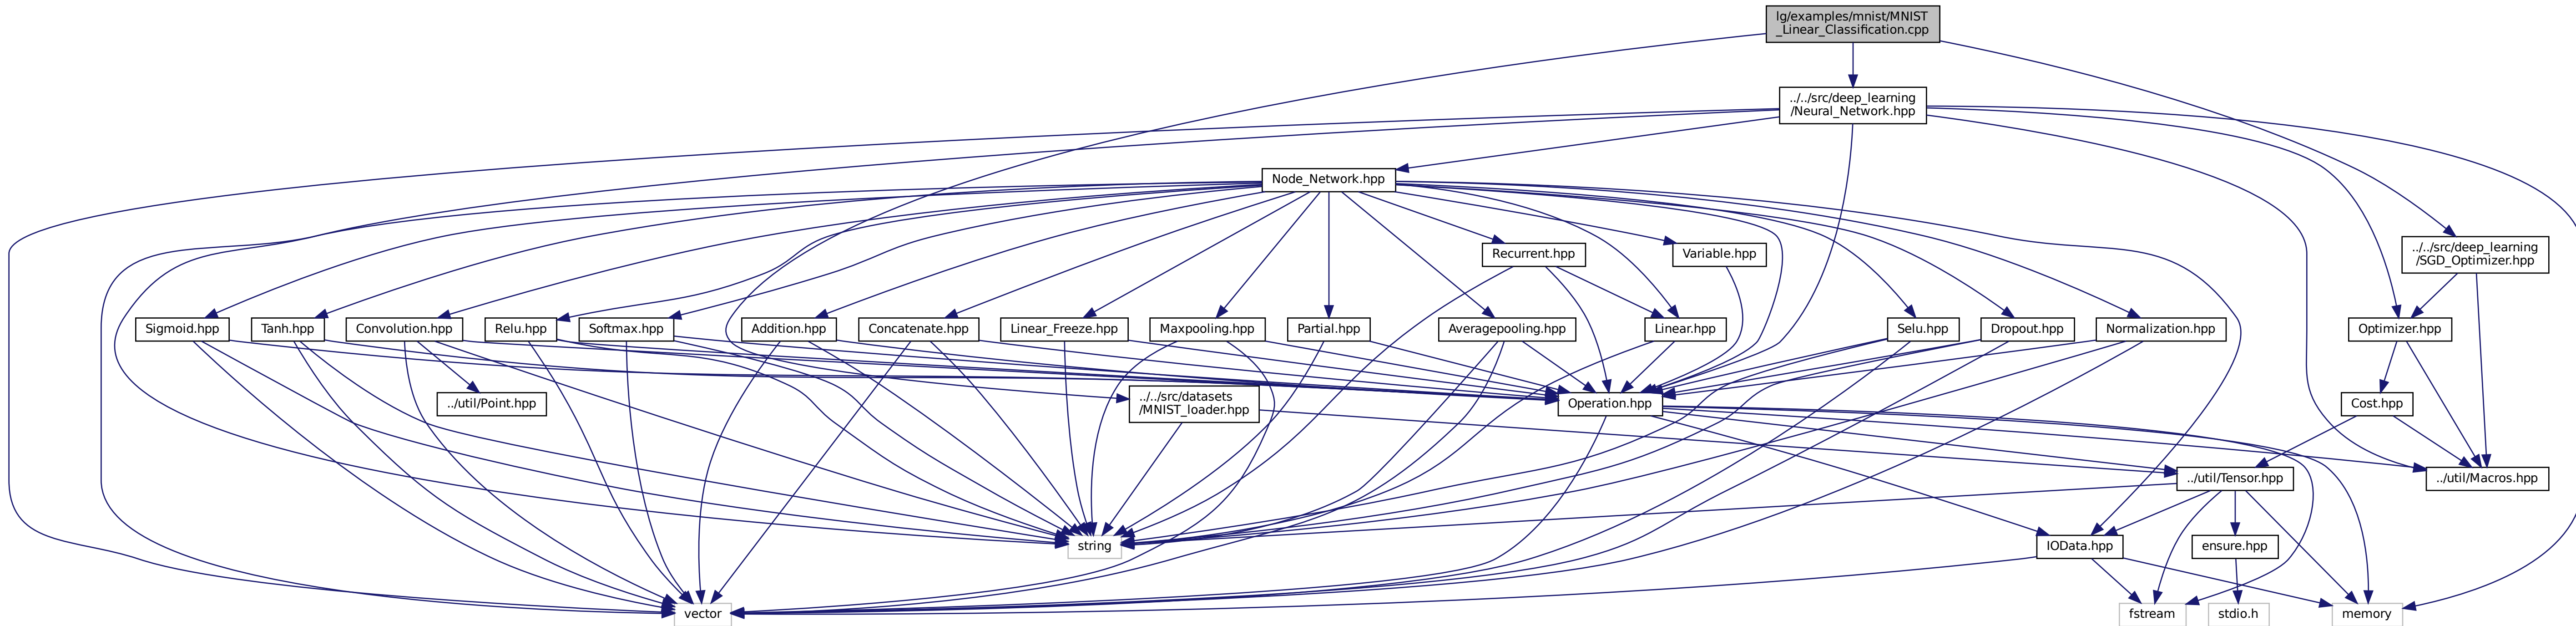 lg/examples/mnist/MNIST
_Linear_Classification.cpp
../../src/deep_learning
/Neural_Network.hpp
Node_Network.hpp
Recurrent.hpp
Variable.hpp
../../src/deep_learning
/SGD_Optimizer.hpp
Sigmoid.hpp
Tanh.hpp
Convolution.hpp
Relu.hpp
Softmax.hpp
Addition.hpp
Concatenate.hpp
Linear_Freeze.hpp
Maxpooling.hpp
Partial.hpp
Averagepooling.hpp
Linear.hpp
Selu.hpp
Dropout.hpp
Normalization.hpp
Optimizer.hpp
../util/Point.hpp
../../src/datasets
/MNIST_loader.hpp
Operation.hpp
Cost.hpp
../util/Tensor.hpp
../util/Macros.hpp
string
IOData.hpp
ensure.hpp
vector
fstream
stdio.h
memory